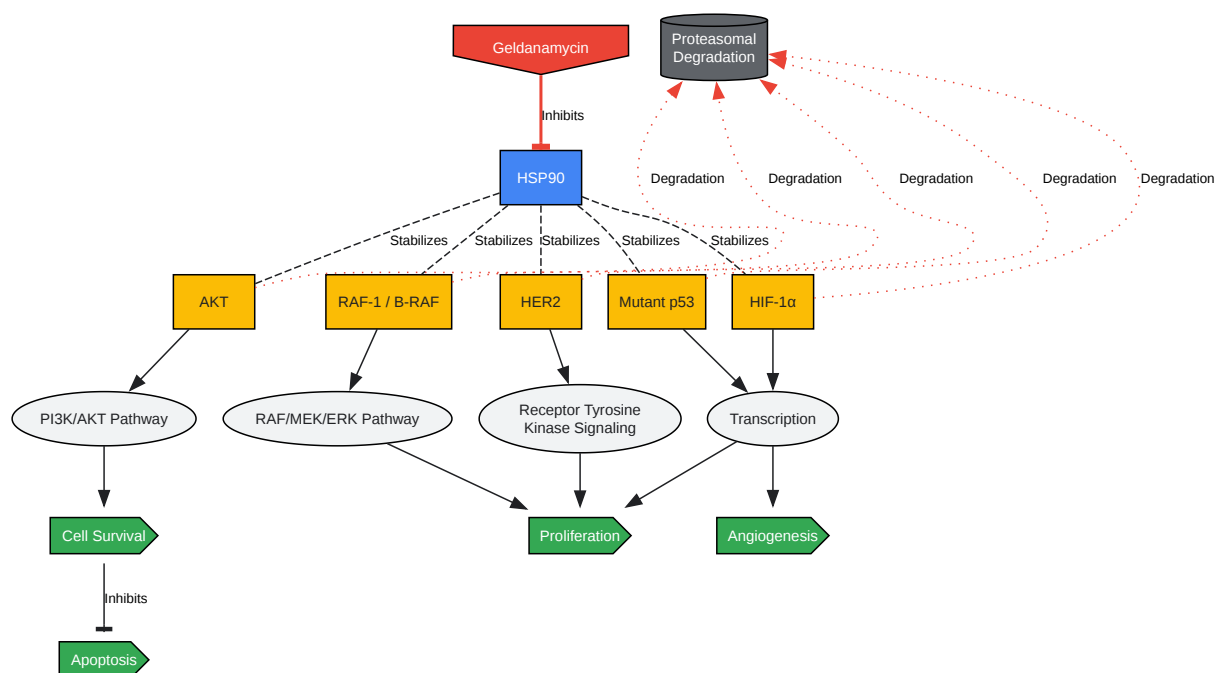 Geldanamycin
Proteasomal
Degradation
Inhibits
HSP90
Degradation
Degradation
Degradation
Degradation
Degradation
Stabilizes
Stabilizes
Stabilizes
Stabilizes
Stabilizes
AKT
RAF-1 / B-RAF
HER2
Mutant p53
HIF-1α
PI3K/AKT Pathway
RAF/MEK/ERK Pathway
Receptor Tyrosine
Kinase Signaling
Transcription
Cell Survival
Proliferation
Angiogenesis
Inhibits
Apoptosis